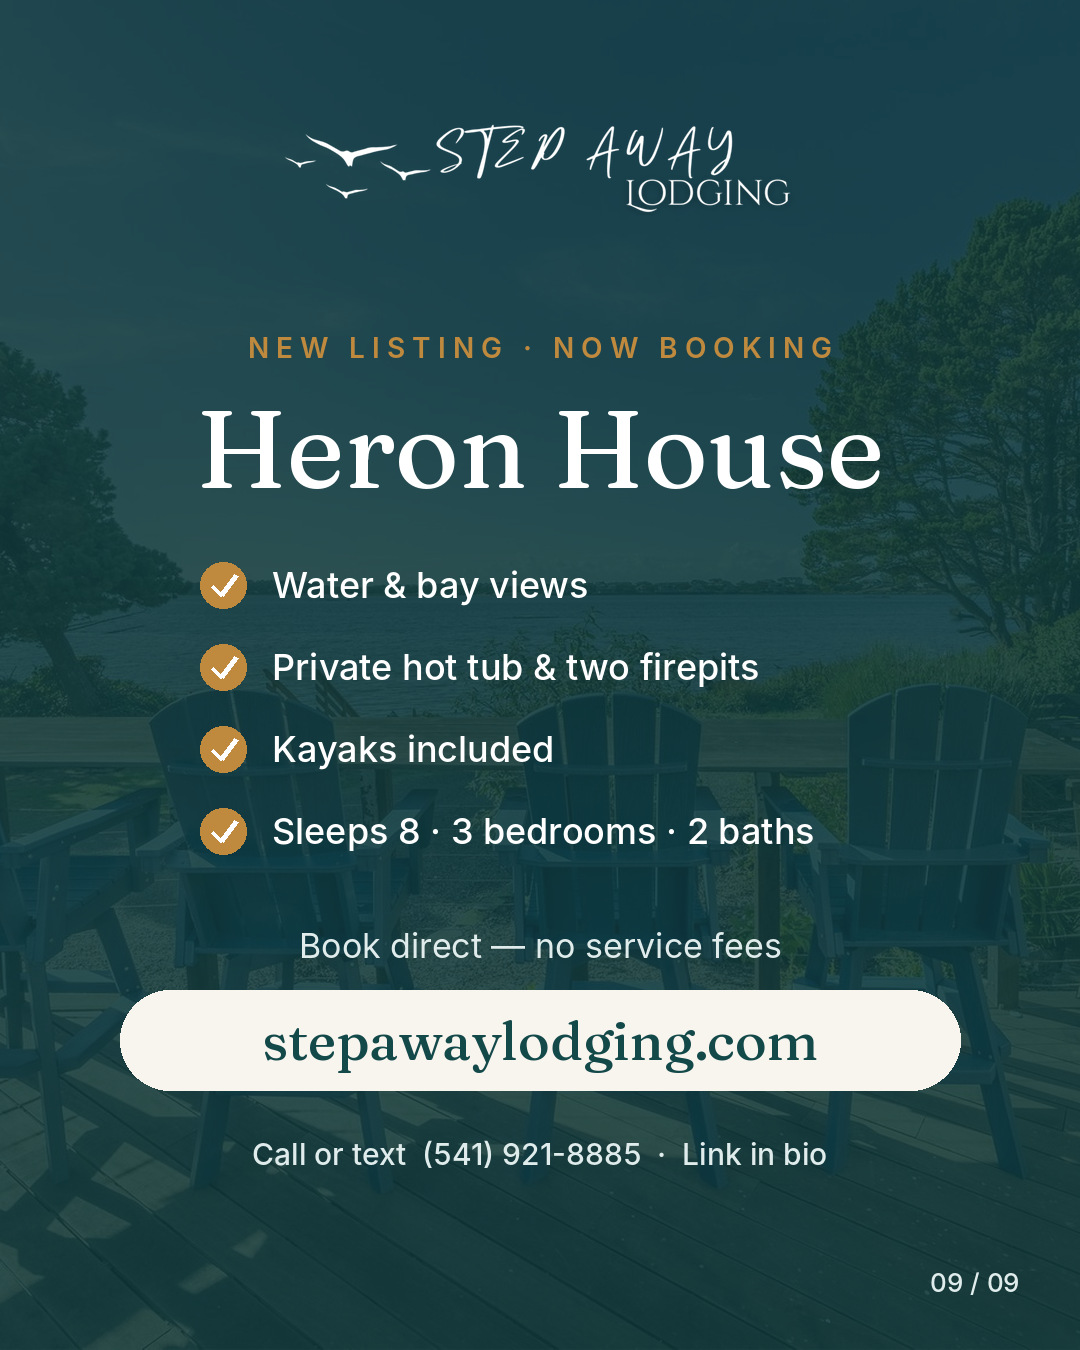 STEP AWAY
LODGING
NEW LISTING · NOW BOOKING
Heron House
Water & bay views
Private hot tub & two firepits
Kayaks included
Sleeps 8 · 3 bedrooms · 2 baths
Book direct — no service fees
stepawaylodging.com
Call or text (541) 921-8885 · Link in bio
09 / 09